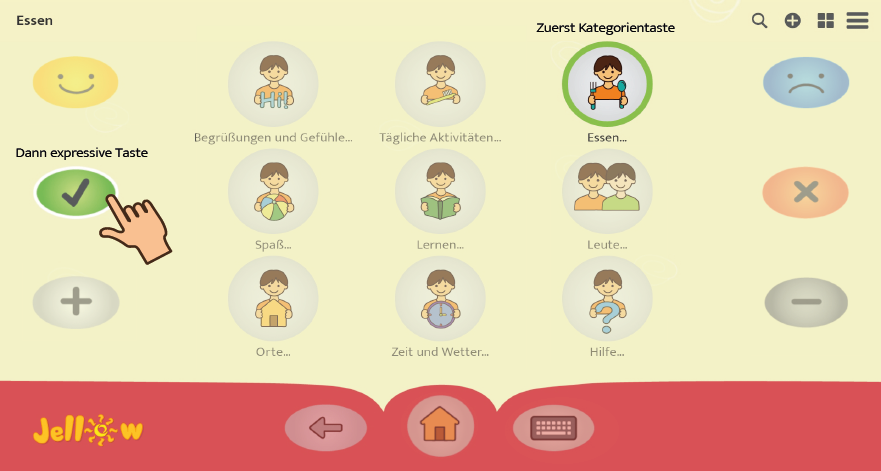 Essen
Zuerst Kategorientaste
Begrüßungen und Gefühle...
Tägliche Aktivitäten...
Essen...
Dann expressive Taste
Spaß...
Lernen...
Leute...
Orte...
Zeit und Wetter...
Hilfe...
Jellow